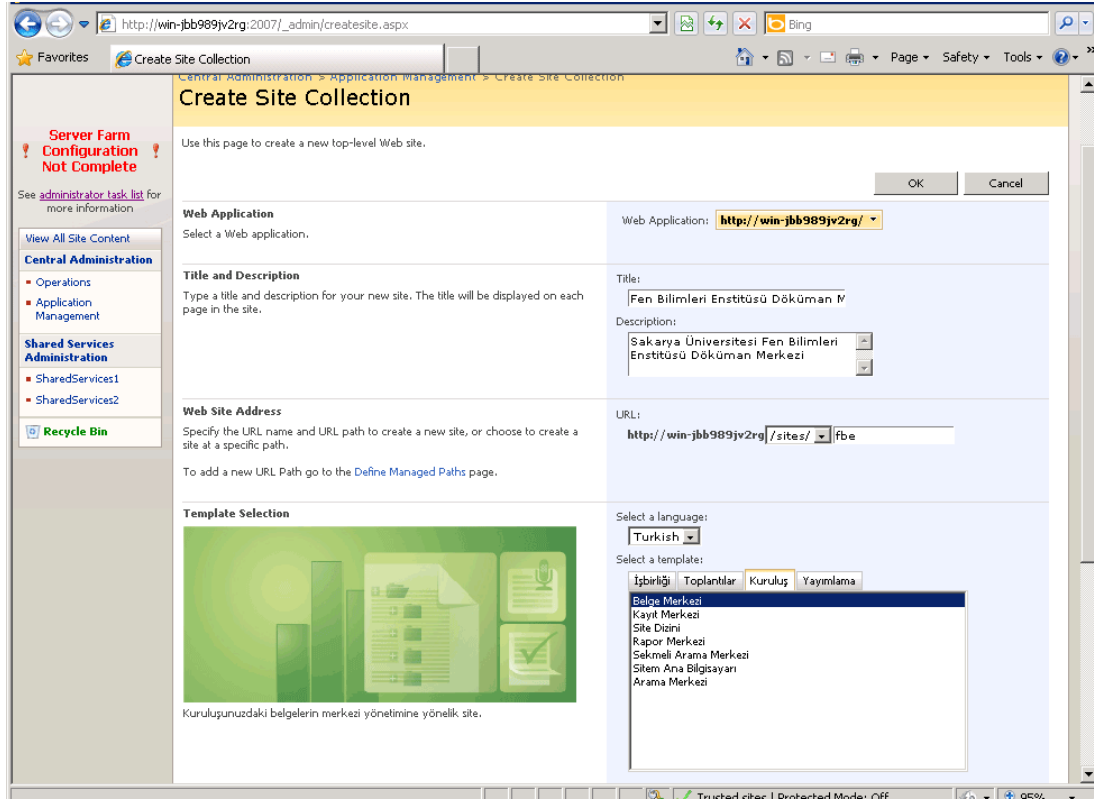 http://win-jbb989jv2rg:2007/_admin/createsite.aspx
Bing
Favorites
Create Site Collection
Page
Safety
Tools
Central Administration > Application Management > Create Site Collection
Create Site Collection
Server Farm
Configuration
Not Complete
See administrator task list for
more information
View All Site Content
Central Administration
Operations
Application
Management
Shared Services
Administration
SharedServices1
SharedServices2
Recycle Bin
Use this page to create a new top-level Web site.
OK
Cancel
Web Application
Select a Web application.
Web Application: http://win-jbb989jv2rg/
Title and Description
Type a title and description for your new site. The title will be displayed on each
page in the site.
Title:
Fen Bilimleri Enstitüsü Döküman M
Description:
Sakarya Üniversitesi Fen Bilimleri
Enstitüsü Döküman Merkezi
Web Site Address
Specify the URL name and URL path to create a new site, or choose to create a
site at a specific path.
To add a new URL Path go to the Define Managed Paths page.
URL:
http://win-jbb989jv2rg /sites/ fbe
Template Selection
Kuruluşunuzdaki belgelerin merkezi yönetimine yönelik site.
Select a language:
Turkish
Select a template:
İşbirliği Toplantılar Kuruluş Yayımlama
Belge Merkezi
Kayıt Merkezi
Site Dizini
Rapor Merkezi
Sekmeli Arama Merkezi
Sitem Ana Bilgisayarı
Arama Merkezi
Trusted sites | Protected Mode: Off
95%